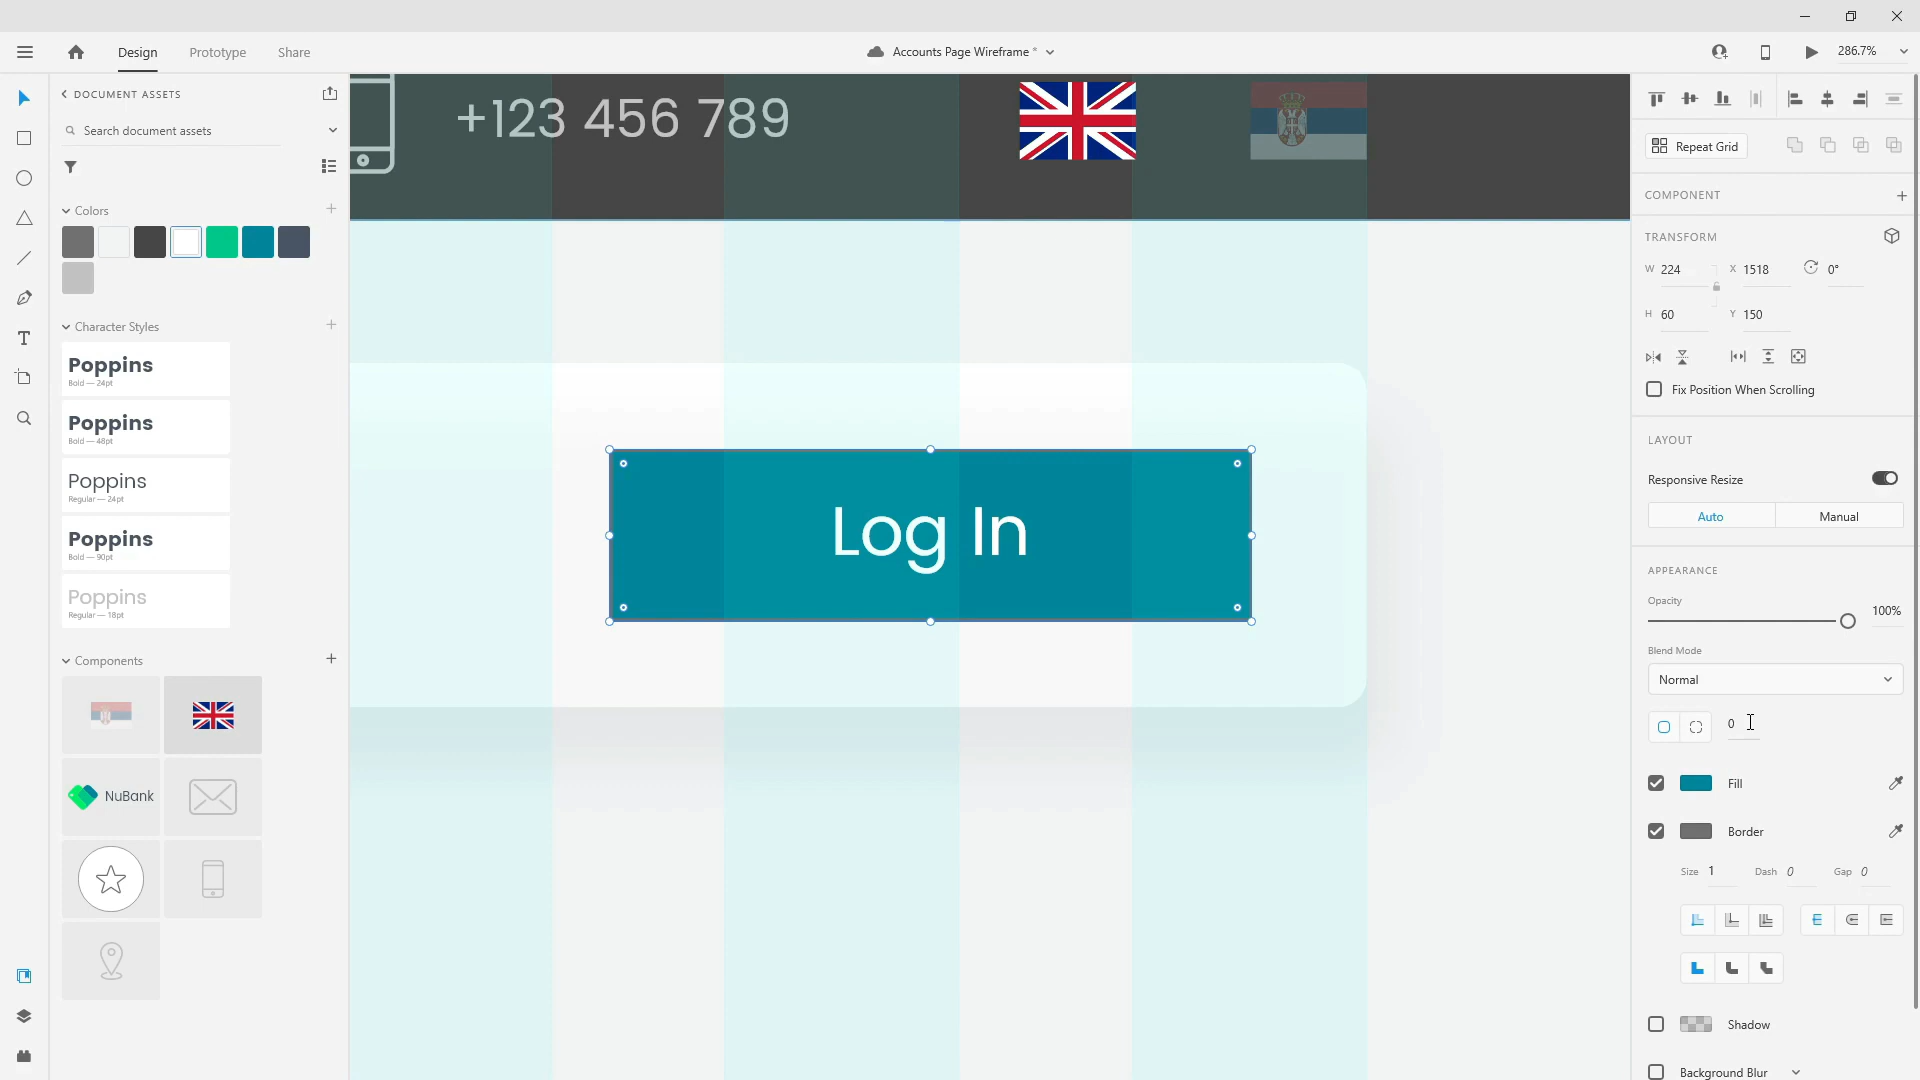 Design
Prototype
Share
Accounts Page Wireframe *
286.7%
DOCUMENT ASSETS
Search document assets
Colors
Character Styles
Poppins
Bold — 24pt
Poppins
Bold — 48pt
Poppins
Regular — 24pt
Poppins
Bold — 90pt
Poppins
Regular — 18pt
Components
NuBank
+123 456 789
Log In
Repeat Grid
COMPONENT
TRANSFORM
W 224
X 1518
0°
H 60
Y 150
Fix Position When Scrolling
LAYOUT
Responsive Resize
Auto
Manual
APPEARANCE
Opacity
100%
Blend Mode
Normal
0
Fill
Border
Size 1
Dash 0
Gap 0
Shadow
Background Blur